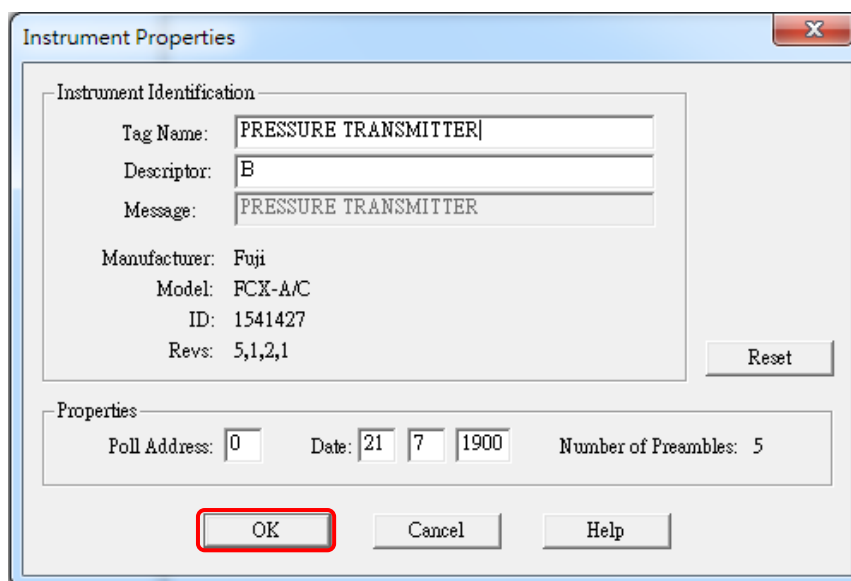 Instrument Properties
Instrument Identification
Tag Name: PRESSURE TRANSMITTER
Descriptor: B
Message: PRESSURE TRANSMITTER
Manufacturer: Fuji
Model: FCX-A/C
ID: 1541427
Revs: 5,1,2,1
Reset
Properties
Poll Address: 0 Date: 21 7 1900 Number of Preambles: 5
OK Cancel Help